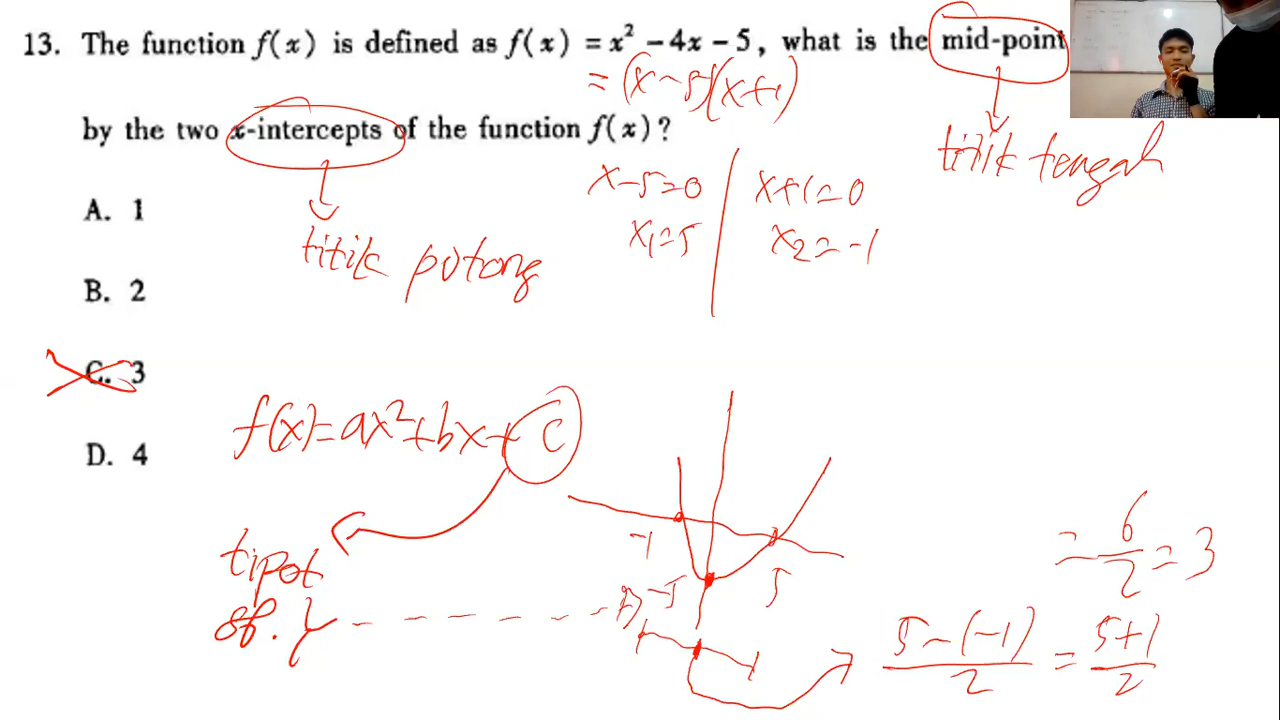 13. The function f(x) is defined as f(x) = x² − 4x − 5, what is the mid-point
= (x−5)(x+1)
by the two x-intercepts of the function f(x)?
titik tengah
x−5=0 x+1=0
x₁=5 x₂=−1
A. 1
titik potong
B. 2
C. 3
f(x)=ax²+bx+c
D. 4
−1
5
= 6/2 = 3
tipot
−5
sb. y
5−(−1)/2 = 5+1/2